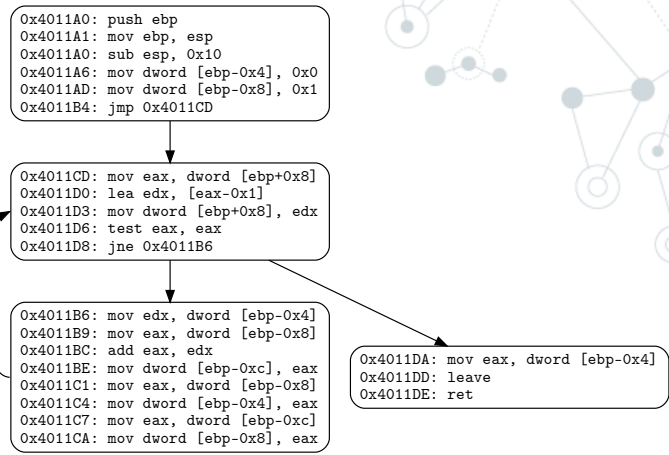 0x4011A0: push ebp
0x4011A1: mov ebp, esp
0x4011A0: sub esp, 0x10
0x4011A6: mov dword [ebp-0x4], 0x0
0x4011AD: mov dword [ebp-0x8], 0x1
0x4011B4: jmp 0x4011CD
0x4011CD: mov eax, dword [ebp+0x8]
0x4011D0: lea edx, [eax-0x1]
0x4011D3: mov dword [ebp+0x8], edx
0x4011D6: test eax, eax
0x4011D8: jne 0x4011B6
0x4011B6: mov edx, dword [ebp-0x4]
0x4011B9: mov eax, dword [ebp-0x8]
0x4011BC: add eax, edx
0x4011BE: mov dword [ebp-0xc], eax
0x4011C1: mov eax, dword [ebp-0x8]
0x4011C4: mov dword [ebp-0x4], eax
0x4011C7: mov eax, dword [ebp-0xc]
0x4011CA: mov dword [ebp-0x8], eax
0x4011DA: mov eax, dword [ebp-0x4]
0x4011DD: leave
0x4011DE: ret